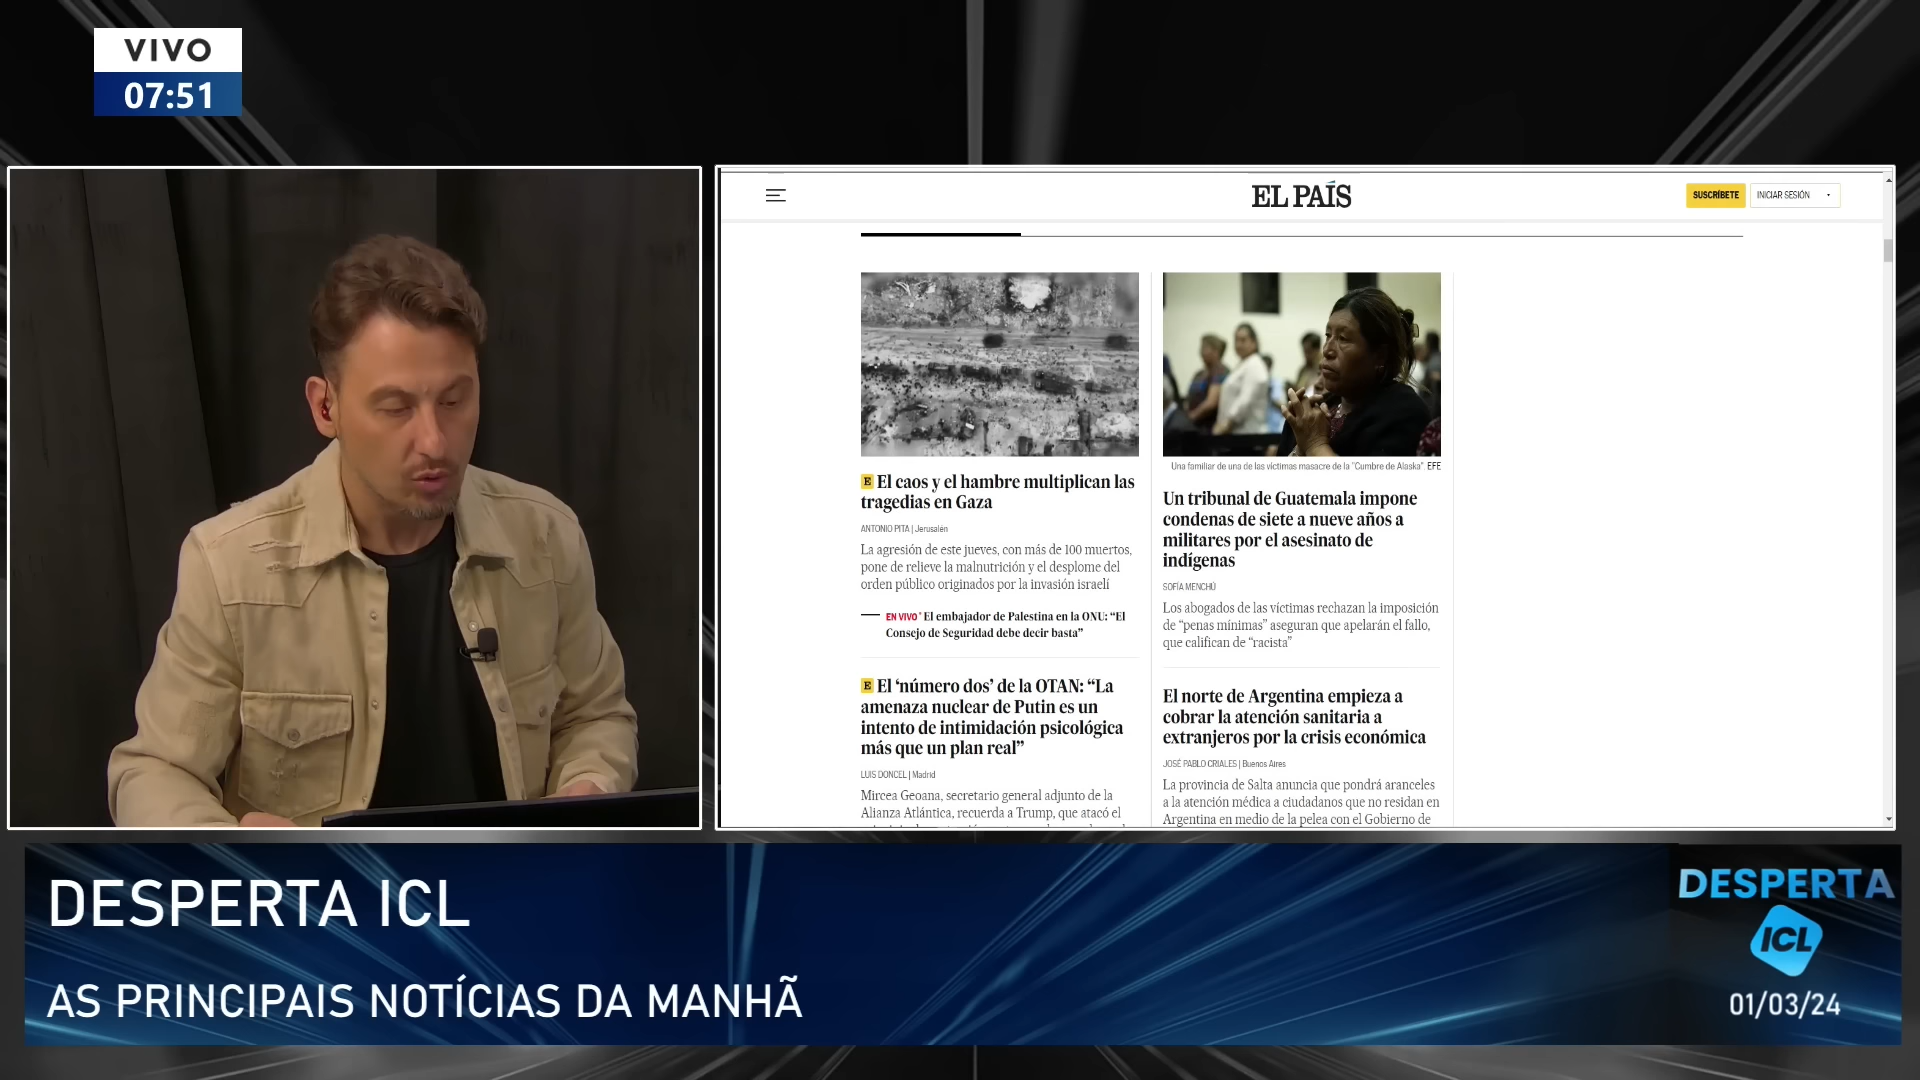 VIVO
07:51
EL PAÍS
SUSCRÍBETE
INICIAR SESIÓN
E El caos y el hambre multiplican las
tragedias en Gaza
ANTONIO PITA | Jerusalén
La agresión de este jueves, con más de 100 muertos,
pone de relieve la malnutrición y el desplome del
orden público originados por la invasión israelí
EN VIVO El embajador de Palestina en la ONU: “El
Consejo de Seguridad debe decir basta”
E El ‘número dos’ de la OTAN: “La
amenaza nuclear de Putin es un
intento de intimidación psicológica
más que un plan real”
LUIS DONCEL | Madrid
Mircea Geoana, secretario general adjunto de la
Alianza Atlántica, recuerda a Trump, que atacó el
Una familiar de una de las víctimas masacre de la "Cumbre de Alaska". EFE
Un tribunal de Guatemala impone
condenas de siete a nueve años a
militares por el asesinato de
indígenas
SOFÍA MENCHÚ
Los abogados de las víctimas rechazan la imposición
de “penas mínimas” aseguran que apelarán el fallo,
que califican de “racista”
El norte de Argentina empieza a
cobrar la atención sanitaria a
extranjeros por la crisis económica
JOSÉ PABLO CRIALES | Buenos Aires
La provincia de Salta anuncia que pondrá aranceles
a la atención médica a ciudadanos que no residan en
Argentina en medio de la pelea con el Gobierno de
DESPERTA ICL
AS PRINCIPAIS NOTÍCIAS DA MANHÃ
DESPERTA
ICL
01/03/24